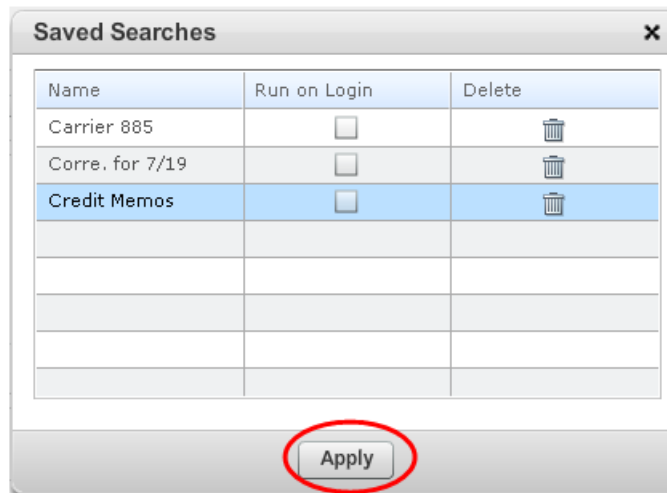 Saved Searches
Name Run on Login Delete
Carrier 885
Corre. for 7/19
Credit Memos
Apply